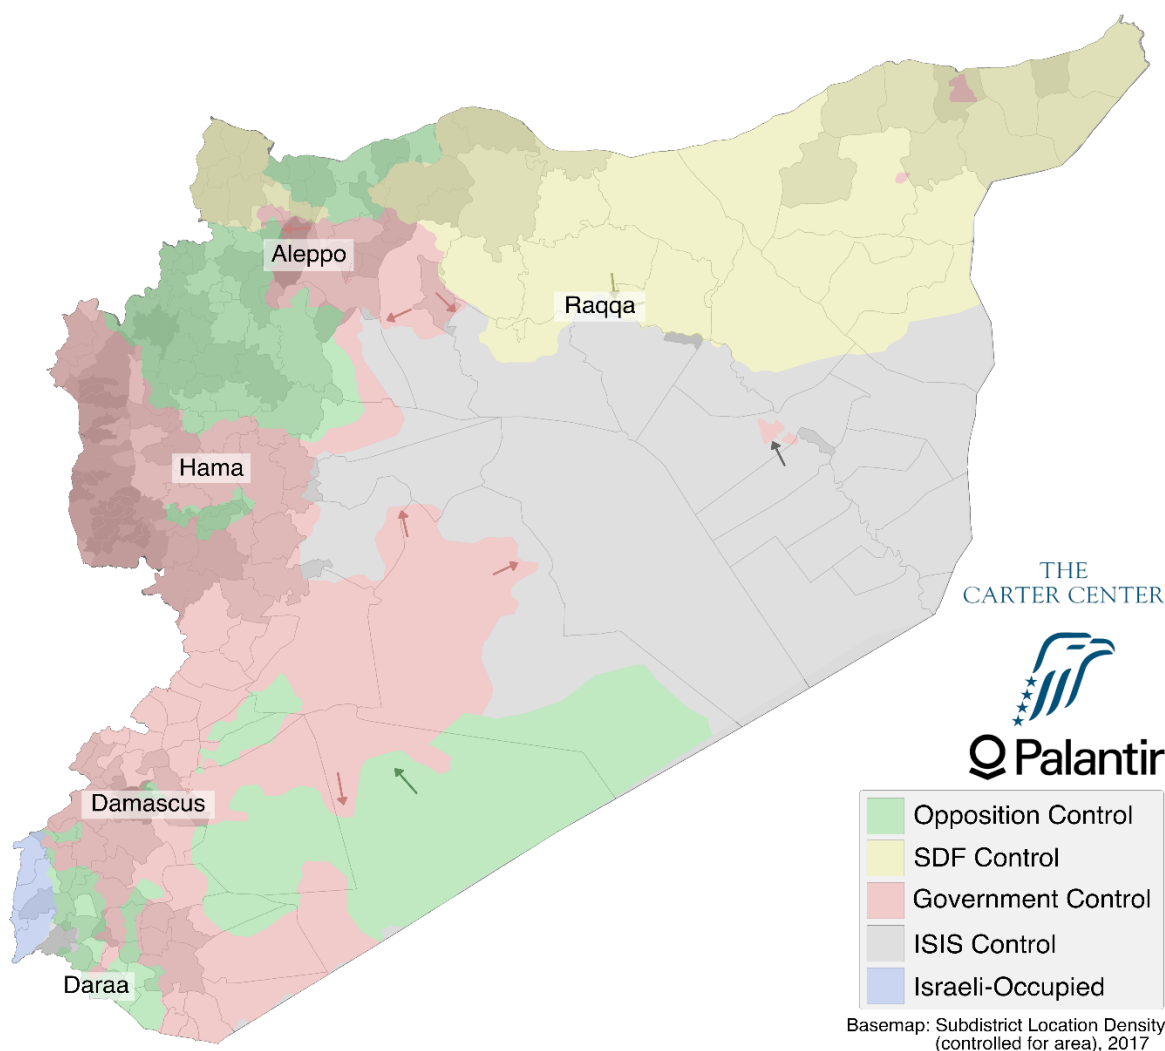 Aleppo
Raqqa
Hama
THE
CARTER CENTER
Palantir
Damascus
Opposition Control
SDF Control
Government Control
ISIS Control
Israeli-Occupied
Daraa
Basemap: Subdistrict Location Density
(controlled for area), 2017